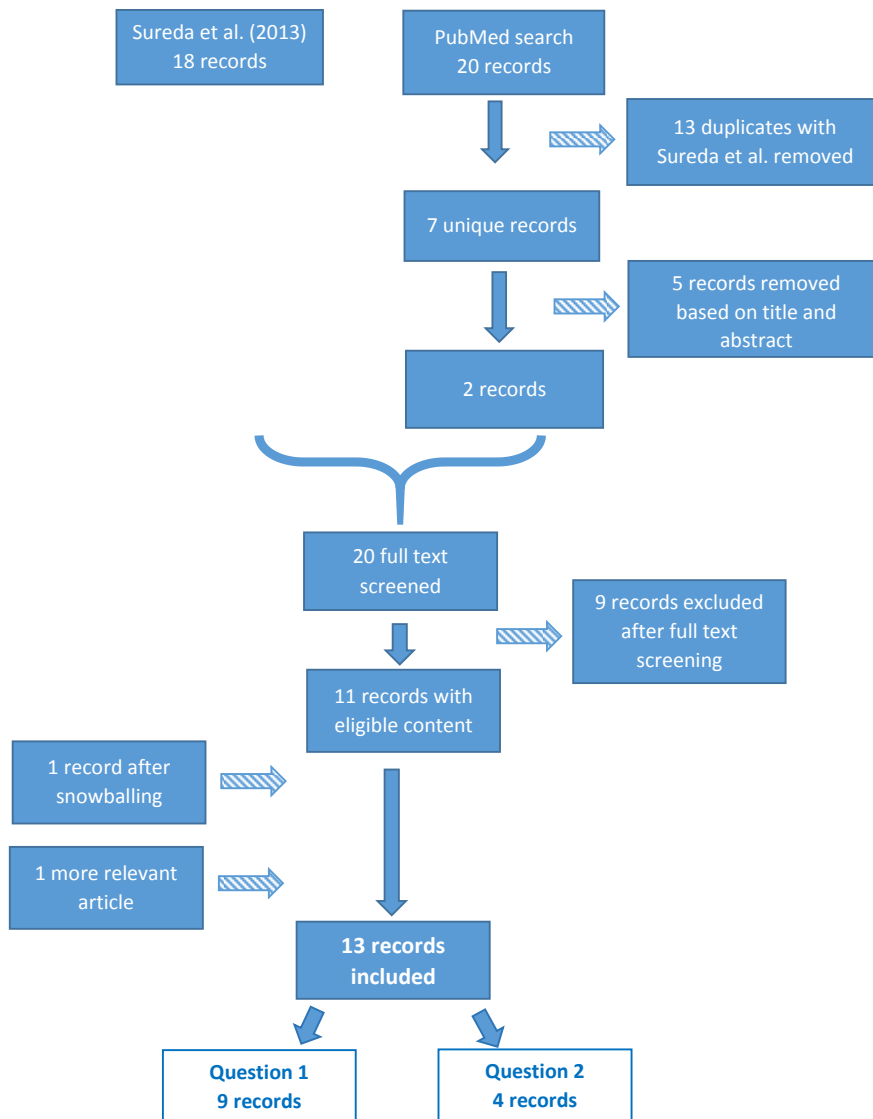 Sureda et al. (2013)
18 records
PubMed search
20 records
13 duplicates with
Sureda et al. removed
7 unique records
5 records removed
based on title and
abstract
2 records
20 full text
screened
9 records excluded
after full text
screening
11 records with
eligible content
1 record after
snowballing
1 more relevant
article
13 records
included
Question 1
9 records
Question 2
4 records